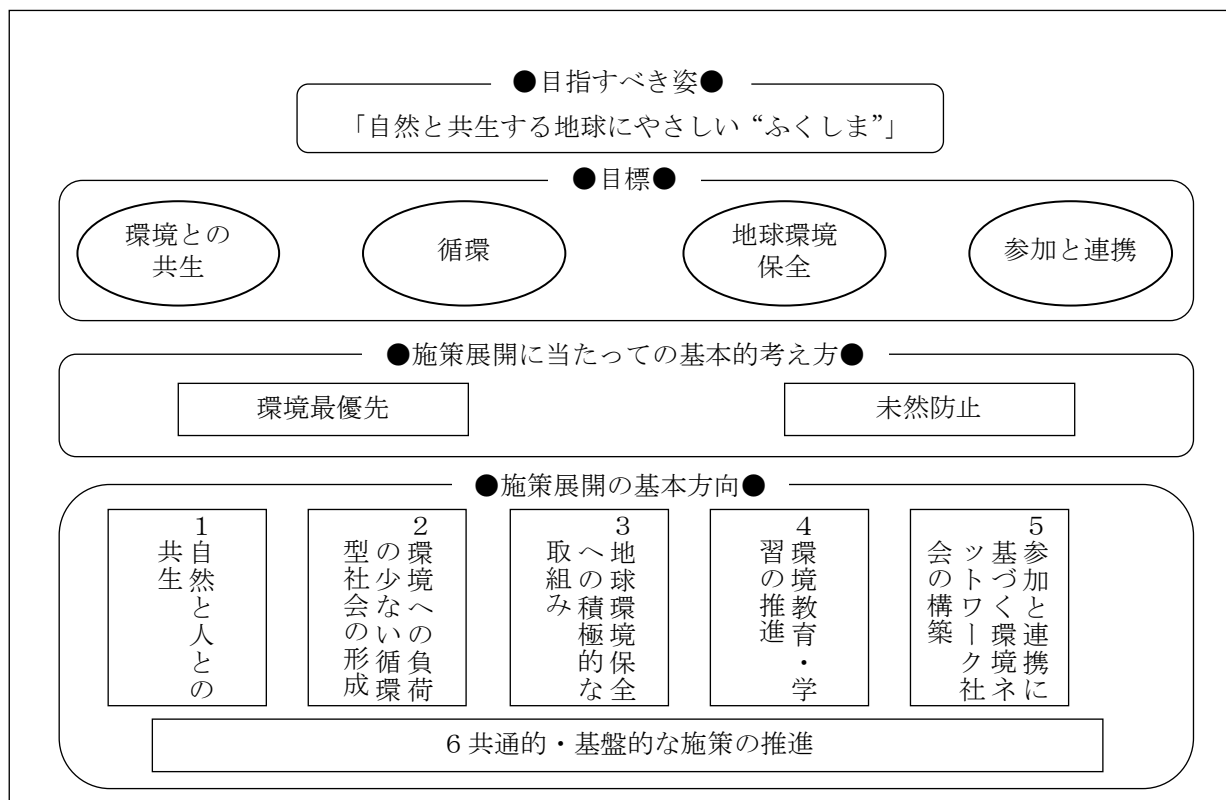 ●目指すべき姿●
「自然と共生する地球にやさしい“ふくしま”」
●目標●
環境との
共生
循環
地球環境
保全
参加と連携
●施策展開に当たっての基本的考え方●
環境最優先
未然防止
●施策展開の基本方向●
1自然と人との
共生
2環境への負荷
の少ない循環
型社会の形成
3地球環境保全
への積極的な
取組み
4環境教育・学
習の推進
5参加と連携に
基づく環境ネ
ットワーク社
会の構築
6共通的・基盤的な施策の推進